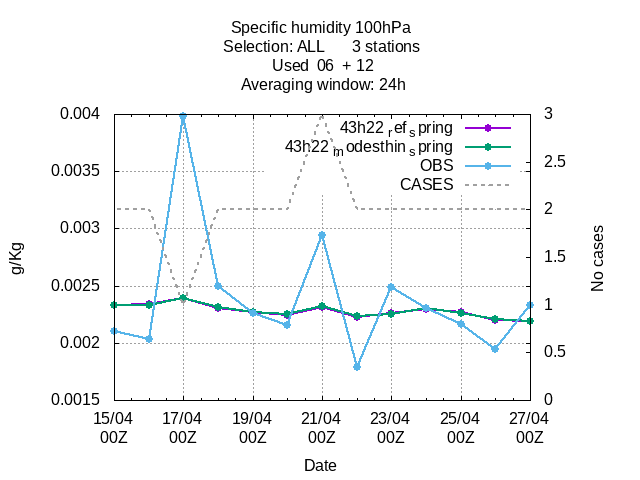 Specific humidity 100hPa
Selection: ALL      3 stations
Used  06  + 12
Averaging window: 24h
43h22_ref_spring
43h22_modesthin_spring
OBS
CASES
0.004
0.0035
0.003
0.0025
0.002
0.0015
g/Kg
3
2.5
2
1.5
1
0.5
0
No cases
15/04 17/04 19/04 21/04 23/04 25/04 27/04
00Z 00Z 00Z 00Z 00Z 00Z 00Z
Date